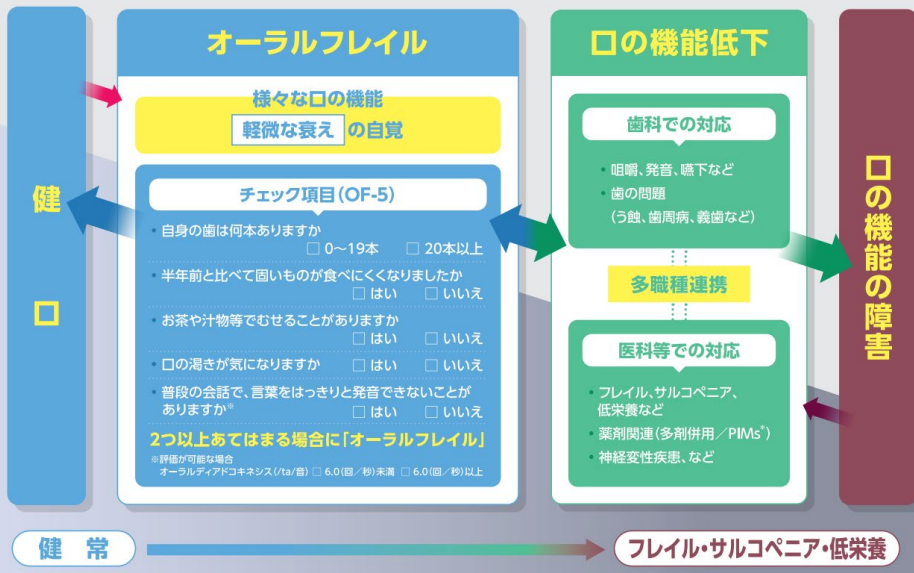 健
口
オーラルフレイル
様々な口の機能
軽微な衰え の自覚
チェック項目(OF-5)
・自身の歯は何本ありますか
□ 0〜19本 □ 20本以上
・半年前と比べて固いものが食べにくくなりましたか
□ はい □ いいえ
・お茶や汁物等でむせることがありますか
□ はい □ いいえ
・口の渇きが気になりますか □ はい □ いいえ
・普段の会話で、言葉をはっきりと発音できないことが
ありますか※ □ はい □ いいえ
2つ以上あてはまる場合に「オーラルフレイル」
※評価が可能な場合
オーラルディアドコキネシス(/ta/音) □ 6.0(回/秒)未満 □ 6.0(回/秒)以上
口の機能低下
歯科での対応
・咀嚼、発音、嚥下など
・歯の問題
(う蝕、歯周病、義歯など)
多職種連携
医科等での対応
・フレイル、サルコペニア、
低栄養など
・薬剤関連(多剤併用/PIMs*)
・神経変性疾患、など
口の機能の障害
健 常
フレイル・サルコペニア・低栄養